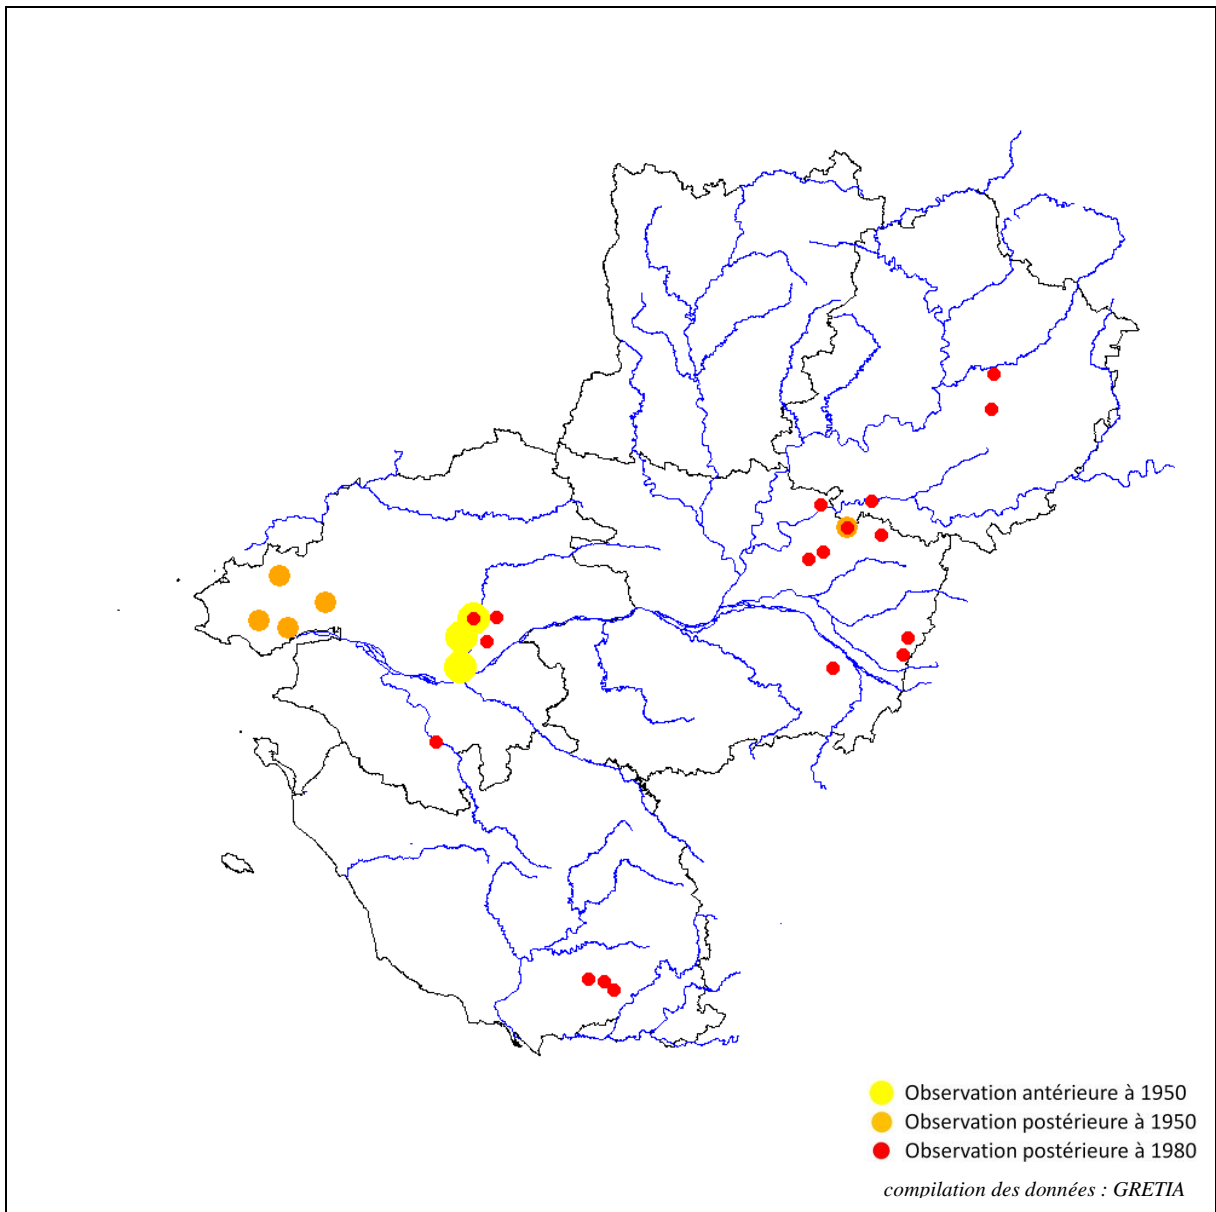 Observation antérieure à 1950
Observation postérieure à 1950
Observation postérieure à 1980
compilation des données : GRETIA